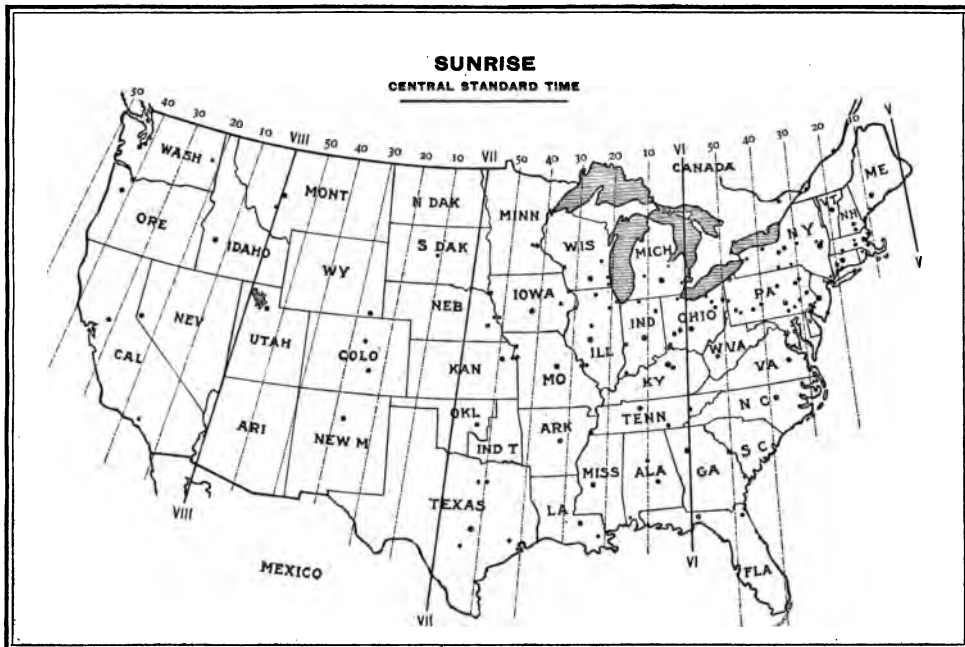 SUNRISE
CENTRAL STANDARD TIME
50 40 30 20 10 VIII 50 40 30 20 10 VII 50 40 30 20 10 VI 50 40 30 20 10 V
CANADA
WASH
MONT
N DAK
MINN
ME
ORE
IDAHO
S DAK
WIS
MICH
N Y
VT
NH
V
WY
IOWA
NEB
NEV
UTAH
COLO
CAL
KAN
MO
ILL
IND
OHIO
PA
W VA
VA
KY
N C
TENN
ARI
NEW M
OKL
IND T
ARK
S C
MISS
ALA
GA
TEXAS
LA
VIII
VI
MEXICO
FLA
VII